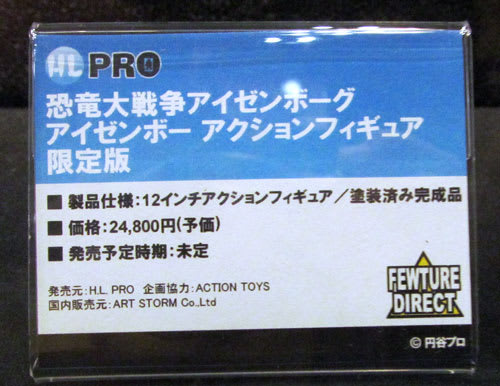 H.L PRO
恐竜大戦争アイゼンボーグ
アイゼンボー アクションフィギュア
限定版
■ 製品仕様:12インチアクションフィギュア/塗装済み完成品
■ 価格:24,800円(予価)
■ 発売予定時期:未定
発売元:H.L. PRO 企画協力:ACTION TOYS
国内販売元:ART STORM Co.,Ltd
FEWTURE
DIRECT
© 円谷プロ